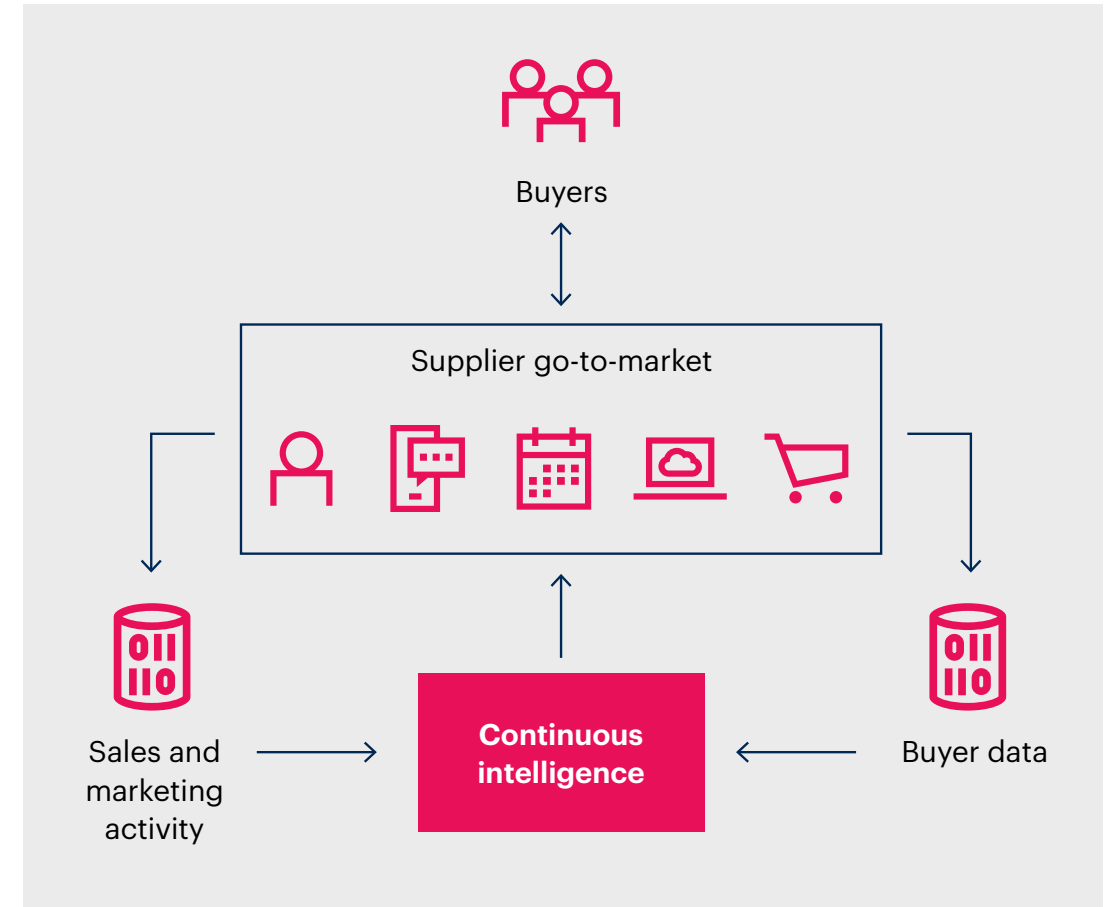 Buyers
Supplier go-to-market
Sales and
marketing
activity
Continuous
intelligence
Buyer data